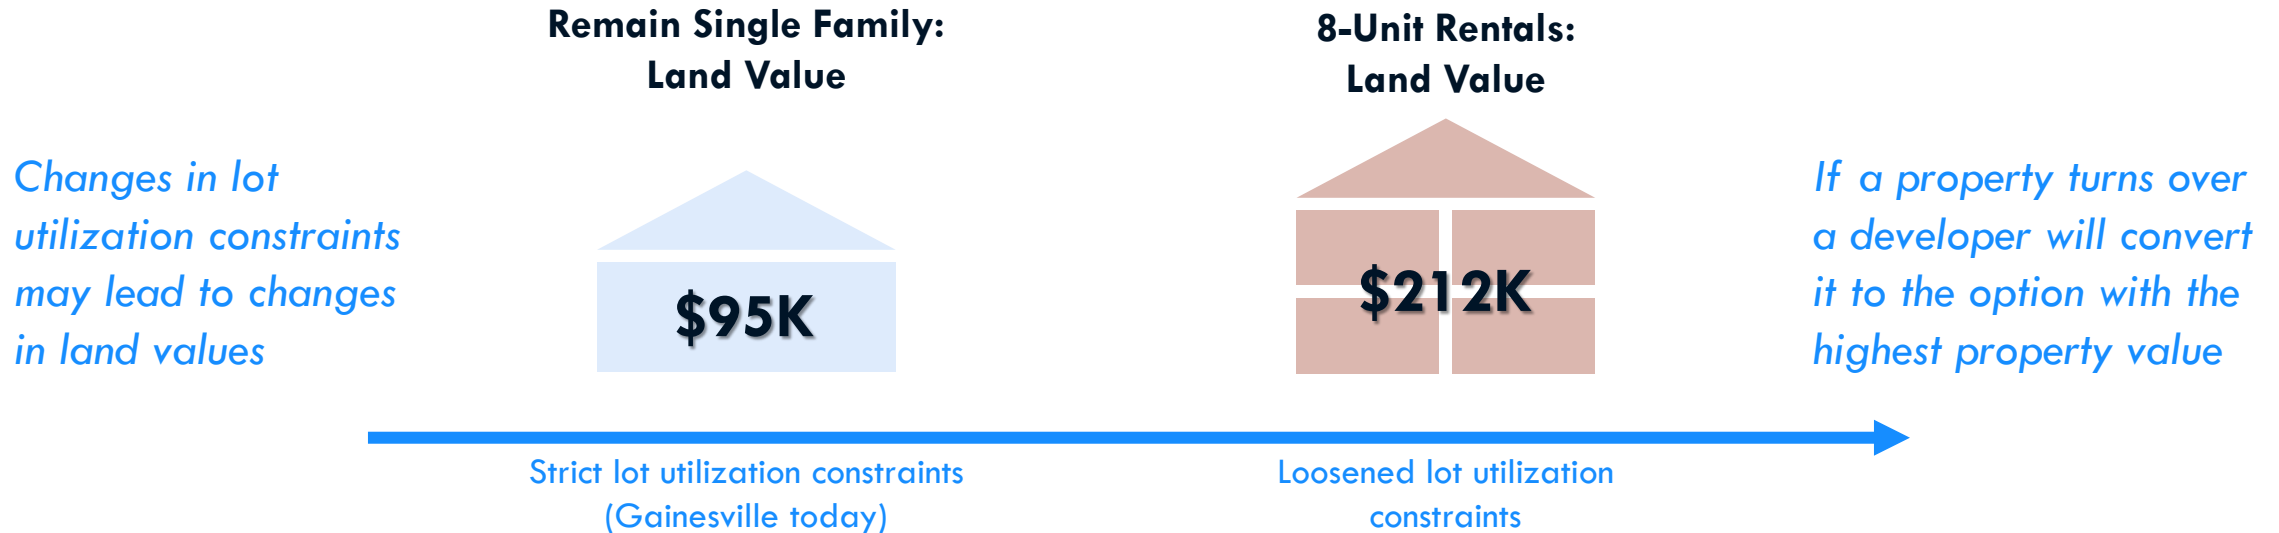 Remain Single Family:
Land Value
8-Unit Rentals:
Land Value
Changes in lot
utilization constraints
may lead to changes
in land values
$95K
$212K
If a property turns over
a developer will convert
it to the option with the
highest property value
Strict lot utilization constraints
(Gainesville today)
Loosened lot utilization
constraints